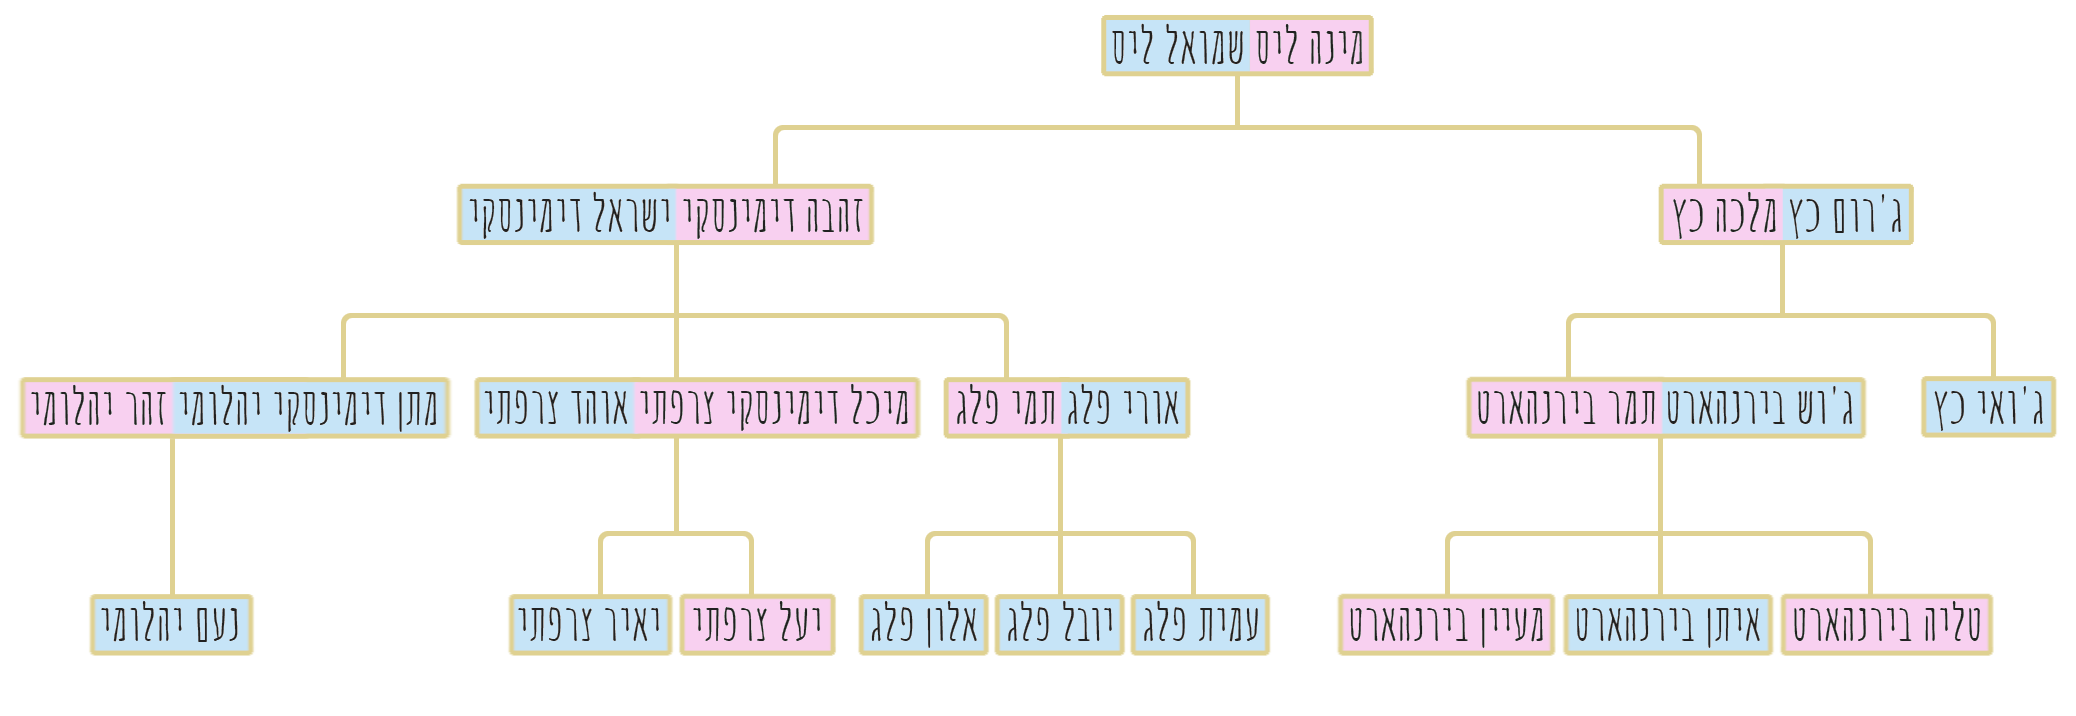 מינה ליס שמואל ליס
ג'רום כץ מלכה כץ
זהבה דימינסקי ישראל דימינסקי
ג'ואי כץ
ג'וש בירנהארט תמר בירנהארט
אורי פלג תמי פלג
מיכל דימינסקי צרפתי אוהד צרפתי
מתן דימינסקי יהלומי זהר יהלומי
טליה בירנהארט
איתן בירנהארט
מעיין בירנהארט
עמית פלג
יובל פלג
אלון פלג
יעל צרפתי
יאיר צרפתי
נעם יהלומי